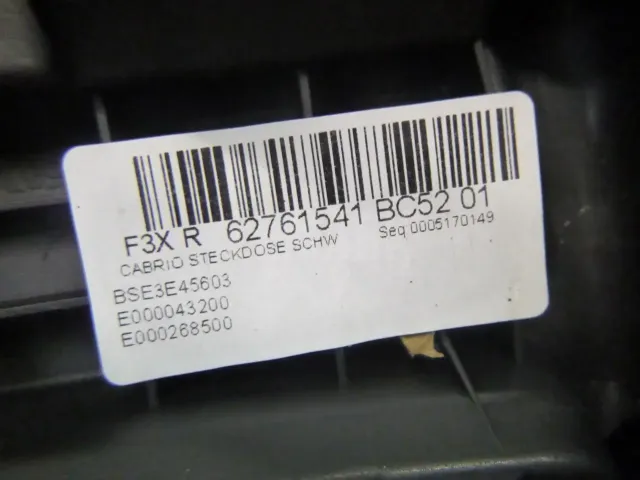 F3X R 62761541 BC52 01
CABRIO STECKDOSE SCHW Seq 0005170149
BSE3E45603
E000043200
E000268500